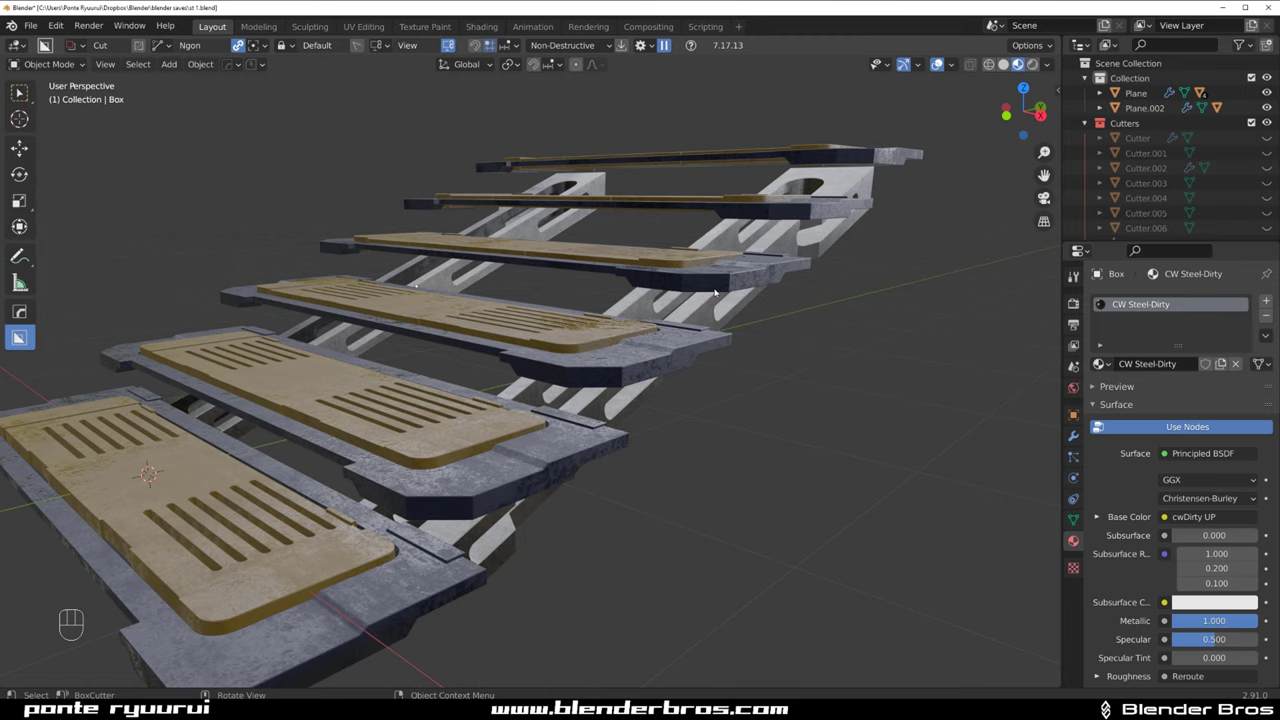 Blender* [C:\Users\Ponte Ryuurui\Dropbox\Blender\blender saves\st 1.blend]
File Edit Render Window Help Layout Modeling Sculpting UV Editing Texture Paint Shading Animation Rendering Compositing Scripting + Scene View Layer
Cut Ngon Default View Non-Destructive 7.17.13 Options
Object Mode View Select Add Object Global
User Perspective
(1) Collection | Box
Scene Collection
Collection
Plane 4
Plane.002
Cutters
Cutter
Cutter.001
Cutter.002
Cutter.003
Cutter.004
Cutter.005
Cutter.006
Z
Y
X
Box CW Steel-Dirty
CW Steel-Dirty
CW Steel-Dirty
Preview
Surface
Use Nodes
Surface Principled BSDF
GGX
Christensen-Burley
Base Color cwDirty UP
Subsurface 0.000
Subsurface R... 1.000
0.200
0.100
Subsurface C...
Metallic 1.000
Specular 0.500
Specular Tint 0.000
Roughness Reroute
Select BoxCutter Rotate View Object Context Menu 2.91.0
ponte ryuurui www.blenderbros.com Blender Bros